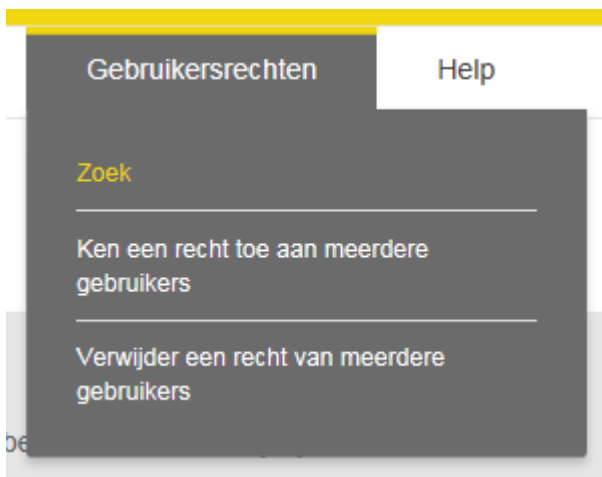 Gebruikersrechten Help
Zoek
Ken een recht toe aan meerdere
gebruikers
Verwijder een recht van meerdere
gebruikers